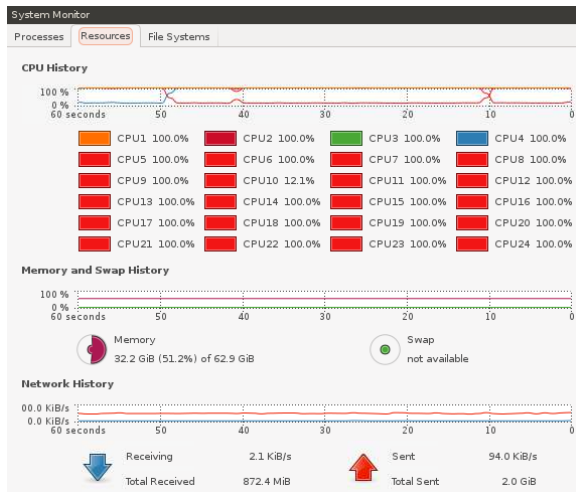 System Monitor
Processes Resources File Systems
CPU History
100 %
0 %
60 seconds 50 40 30 20 10 0
CPU1 100.0% CPU2 100.0% CPU3 100.0% CPU4 100.0%
CPU5 100.0% CPU6 100.0% CPU7 100.0% CPU8 100.0%
CPU9 100.0% CPU10 12.1% CPU11 100.0% CPU12 100.0%
CPU13 100.0% CPU14 100.0% CPU15 100.0% CPU16 100.0%
CPU17 100.0% CPU18 100.0% CPU19 100.0% CPU20 100.0%
CPU21 100.0% CPU22 100.0% CPU23 100.0% CPU24 100.0%
Memory and Swap History
100 %
0 %
60 seconds 50 40 30 20 10 0
Memory Swap
32.2 GiB (51.2%) of 62.9 GiB not available
Network History
00.0 KiB/s
0.0 KiB/s
60 seconds 50 40 30 20 10 0
Receiving 2.1 KiB/s Sent 94.0 KiB/s
Total Received 872.4 MiB Total Sent 2.0 GiB